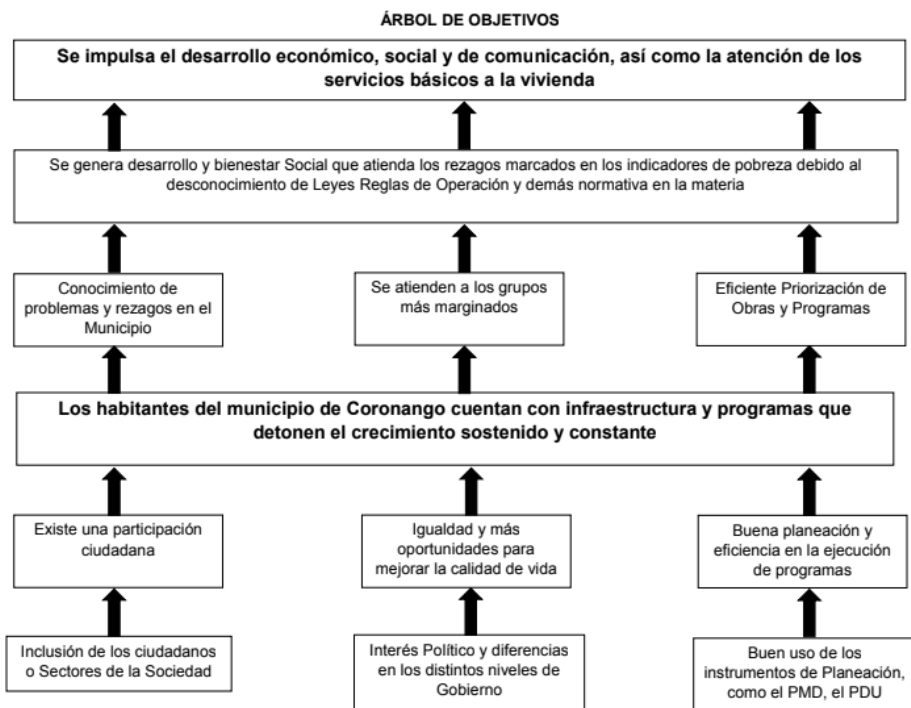 ÁRBOL DE OBJETIVOS
Se impulsa el desarrollo económico, social y de comunicación, así como la atención de los
servicios básicos a la vivienda
Se genera desarrollo y bienestar Social que atienda los rezagos marcados en los indicadores de pobreza debido al
desconocimiento de Leyes Reglas de Operación y demás normativa en la materia
Conocimiento de
problemas y rezagos en el
Municipio
Se atienden a los grupos
más marginados
Eficiente Priorización de
Obras y Programas
Los habitantes del municipio de Coronango cuentan con infraestructura y programas que
detonen el crecimiento sostenido y constante
Existe una participación
ciudadana
Igualdad y más
oportunidades para
mejorar la calidad de vida
Buena planeación y
eficiencia en la ejecución
de programas
Inclusión de los ciudadanos
o Sectores de la Sociedad
Interés Político y diferencias
en los distintos niveles de
Gobierno
Buen uso de los
instrumentos de Planeación,
como el PMD, el PDU